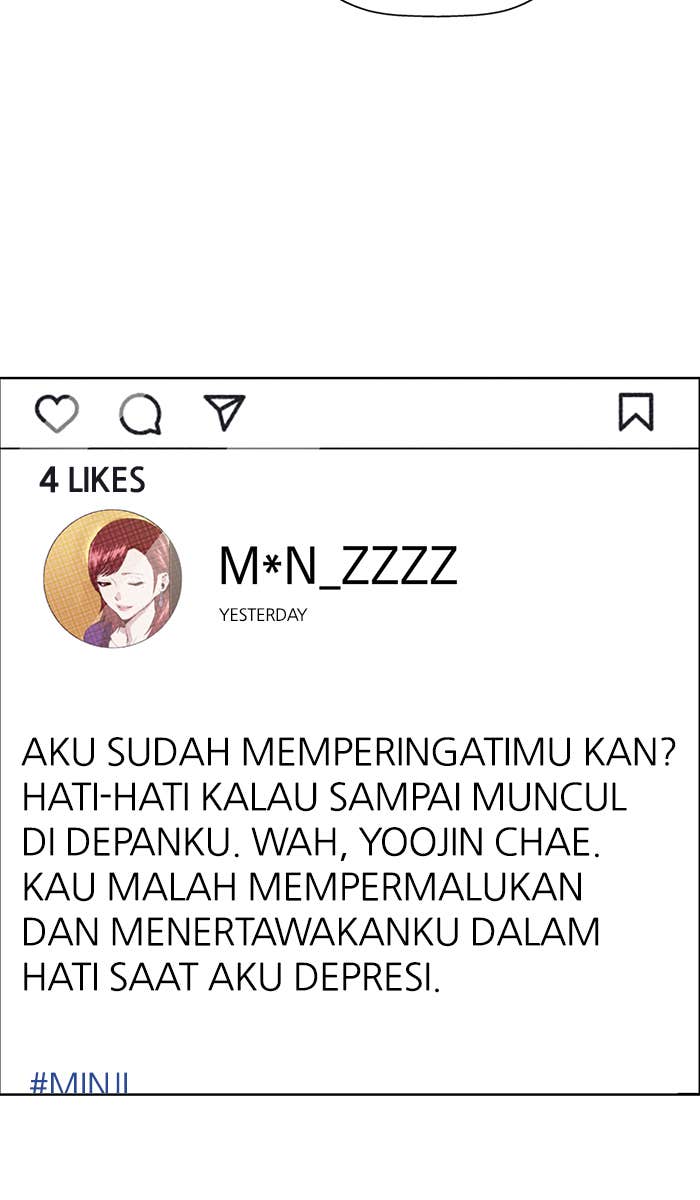 4 LIKES
M*N_ZZZZ
YESTERDAY
AKU SUDAH MEMPERINGATIMU KAN?
HATI-HATI KALAU SAMPAI MUNCUL
DI DEPANKU. WAH, YOOJIN CHAE.
KAU MALAH MEMPERMALUKAN
DAN MENERTAWAKANKU DALAM
HATI SAAT AKU DEPRESI.
#MINJI